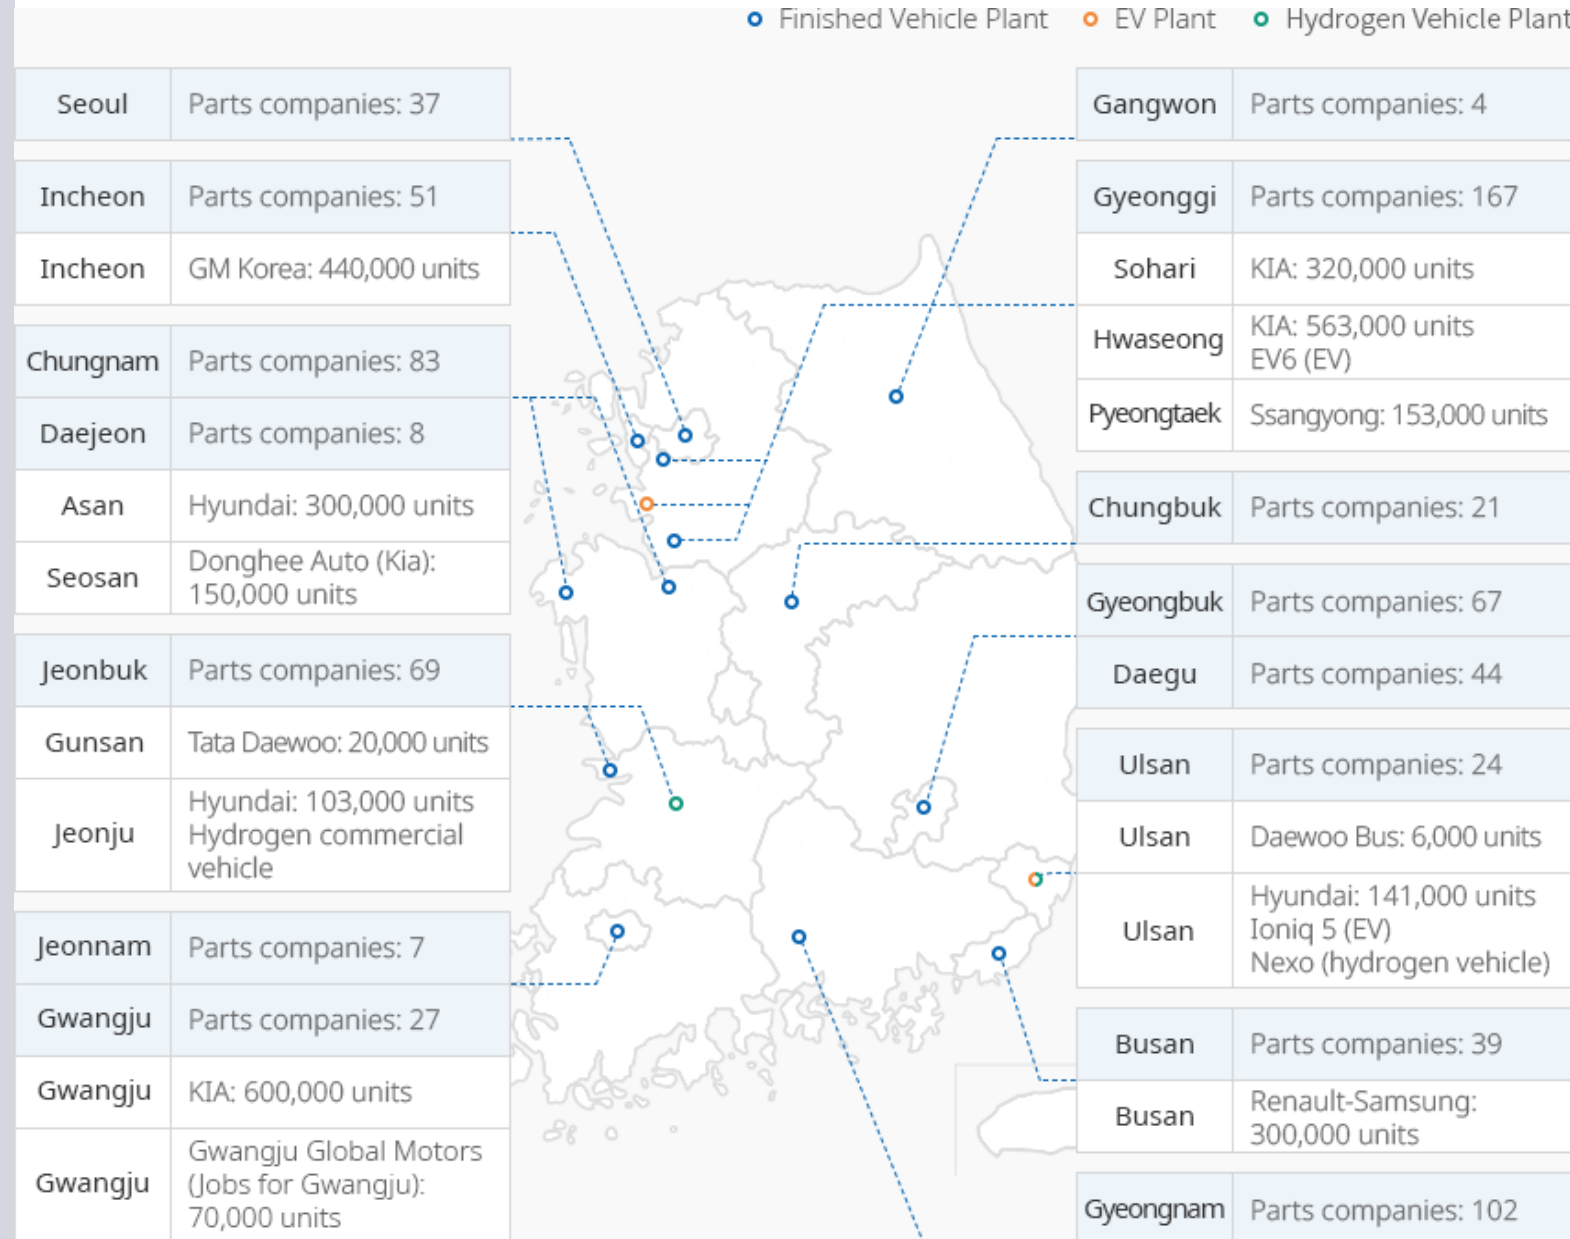 Finished Vehicle Plant EV Plant Hydrogen Vehicle Plant
Seoul Parts companies: 37
Incheon Parts companies: 51
Incheon GM Korea: 440,000 units
Chungnam Parts companies: 83
Daejeon Parts companies: 8
Asan Hyundai: 300,000 units
Seosan Donghee Auto (Kia):
150,000 units
Jeonbuk Parts companies: 69
Gunsan Tata Daewoo: 20,000 units
Jeonju Hyundai: 103,000 units
Hydrogen commercial
vehicle
Jeonnam Parts companies: 7
Gwangju Parts companies: 27
Gwangju KIA: 600,000 units
Gwangju Gwangju Global Motors
(Jobs for Gwangju):
70,000 units
Gangwon Parts companies: 4
Gyeonggi Parts companies: 167
Sohari KIA: 320,000 units
Hwaseong KIA: 563,000 units
EV6 (EV)
Pyeongtaek Ssangyong: 153,000 units
Chungbuk Parts companies: 21
Gyeongbuk Parts companies: 67
Daegu Parts companies: 44
Ulsan Parts companies: 24
Ulsan Daewoo Bus: 6,000 units
Ulsan Hyundai: 141,000 units
Ioniq 5 (EV)
Nexo (hydrogen vehicle)
Busan Parts companies: 39
Busan Renault-Samsung:
300,000 units
Gyeongnam Parts companies: 102